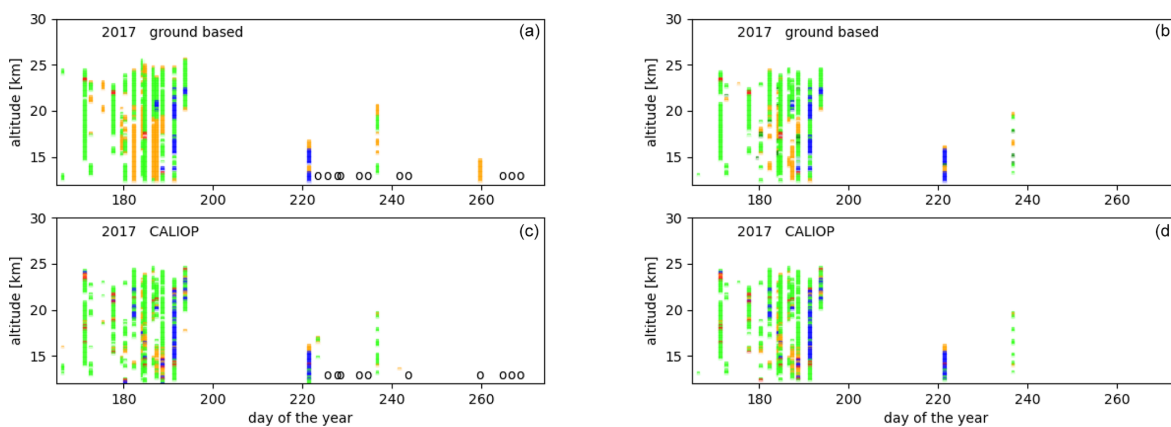 2017 ground based
(a)
altitude [km]
30
25
20
15
180 200 220 240 260
2017 ground based
(b
altitude [km]
30
25
20
15
180 200 220 240 260
2017 CALIOP
(c)
altitude [km]
30
25
20
15
180 200 220 240 260
day of the year
2017 CALIOP
(d
altitude [km]
30
25
20
15
180 200 220 240 260
day of the year